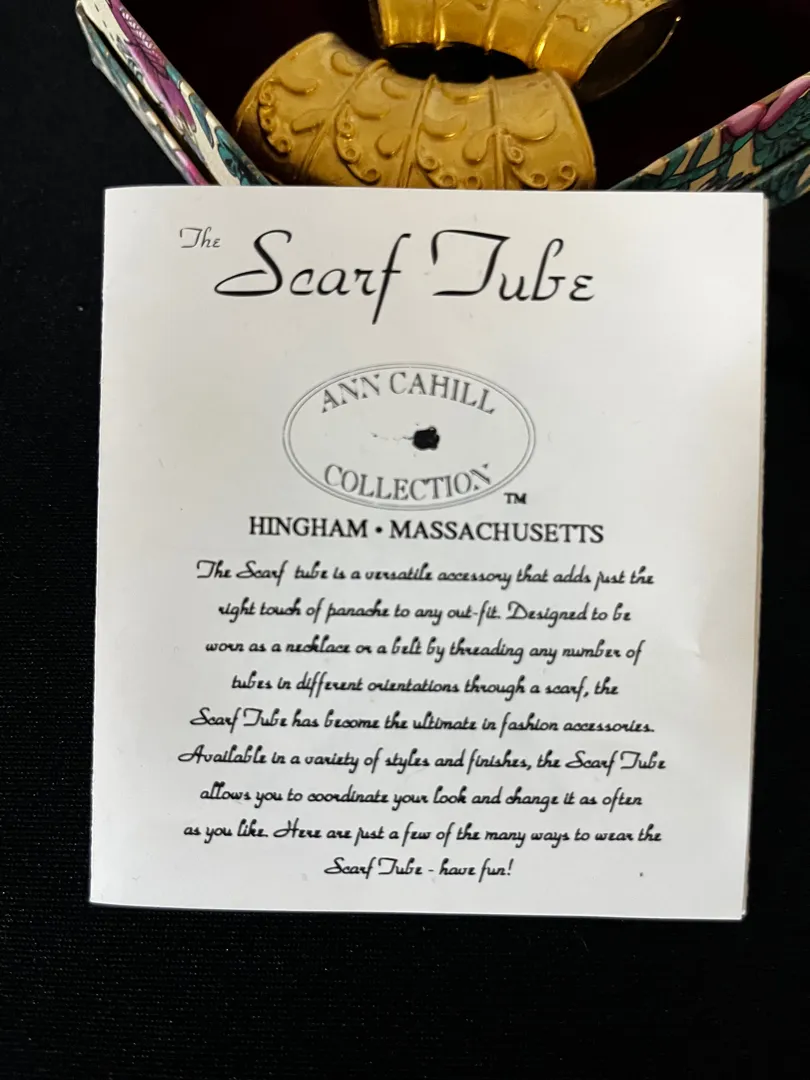 The Scarf Tube
ANN CAHILL
COLLECTION TM
HINGHAM • MASSACHUSETTS
The Scarf tube is a versatile accessory that adds just the
right touch of panache to any out-fit. Designed to be
worn as a necklace or a belt by threading any number of
tubes in different orientations through a scarf, the
Scarf Tube has become the ultimate in fashion accessories.
Available in a variety of styles and finishes, the Scarf Tube
allows you to coordinate your look and change it as often
as you like. Here are just a few of the many ways to wear the
Scarf Tube - have fun!